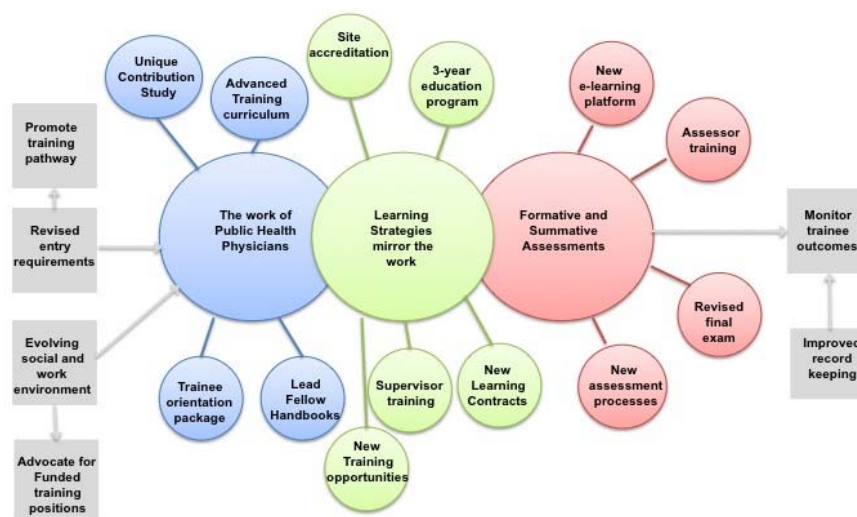 Site
accreditation
Unique
Contribution
Study
Advanced
Training
curriculum
3-year
education
program
New
e-learning
platform
Assessor
training
Promote
training
pathway
Revised
entry
requirements
The work of
Public Health
Physicians
Learning
Strategies
mirror the
work
Formative and
Summative
Assessments
Monitor
trainee
outcomes
Evolving
social and
work
environment
Trainee
orientation
package
Lead
Fellow
Handbooks
Supervisor
training
New
Learning
Contracts
New
assessment
processes
Revised
final
exam
Improved
record
keeping
New
Training
opportunities
Advocate for
Funded
training
positions